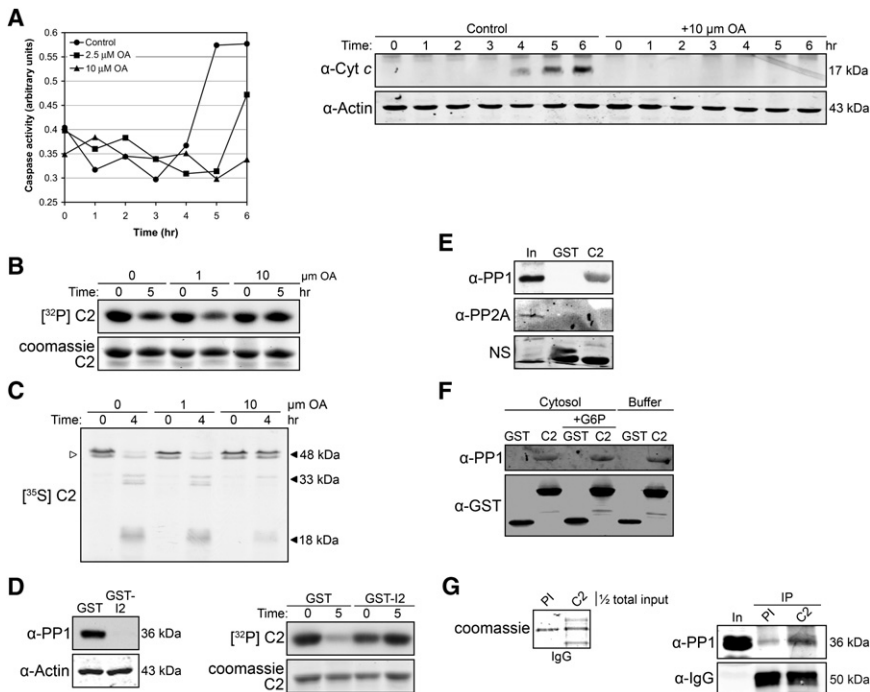 A
Caspase activity (arbitrary units)
0.6
0.55
0.5
0.45
0.4
0.35
0.3
0.25
Control
2.5 µM OA
10 µM OA
0 1 2 3 4 5 6
Time (hr)
Control +10 µm OA
Time: 0 1 2 3 4 5 6 0 1 2 3 4 5 6 hr
α-Cyt c 17 kDa
α-Actin 43 kDa
B
0 1 10 µm OA
Time: 0 5 0 5 0 5 hr
[³²P] C2
coomassie C2
C
0 1 10 µm OA
Time: 0 4 0 4 0 4 hr
[³⁵S] C2
48 kDa
33 kDa
18 kDa
D
GST GST-I2
α-PP1 36 kDa
α-Actin 43 kDa
GST GST-I2
Time: 0 5 0 5 hr
[³²P] C2
coomassie C2
E
In GST C2
α-PP1
α-PP2A
NS
F
Cytosol Buffer
+G6P
GST C2 GST C2 GST C2
α-PP1
α-GST
G
PI C2 | ½ total input
coomassie
IgG
IP
In PI C2
α-PP1 36 kDa
α-IgG 50 kDa